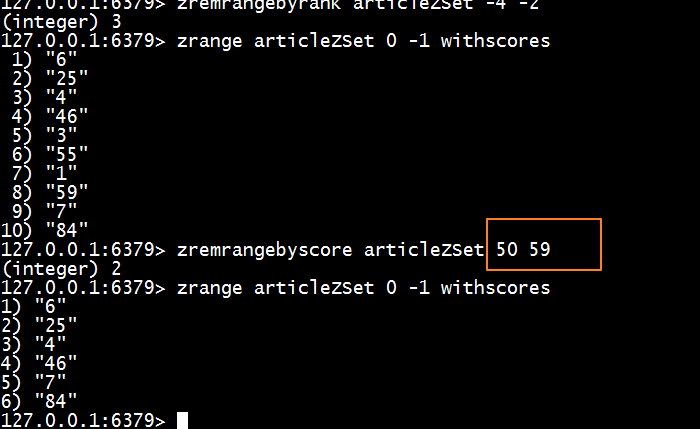 127.0.0.1:6379> zremrangebyrank articleZSet -4 -2
(integer) 3
127.0.0.1:6379> zrange articleZSet 0 -1 withscores
 1) "6"
 2) "25"
 3) "4"
 4) "46"
 5) "3"
 6) "55"
 7) "1"
 8) "59"
 9) "7"
10) "84"
127.0.0.1:6379> zremrangebyscore articleZSet 50 59
(integer) 2
127.0.0.1:6379> zrange articleZSet 0 -1 withscores
1) "6"
2) "25"
3) "4"
4) "46"
5) "7"
6) "84"
127.0.0.1:6379>